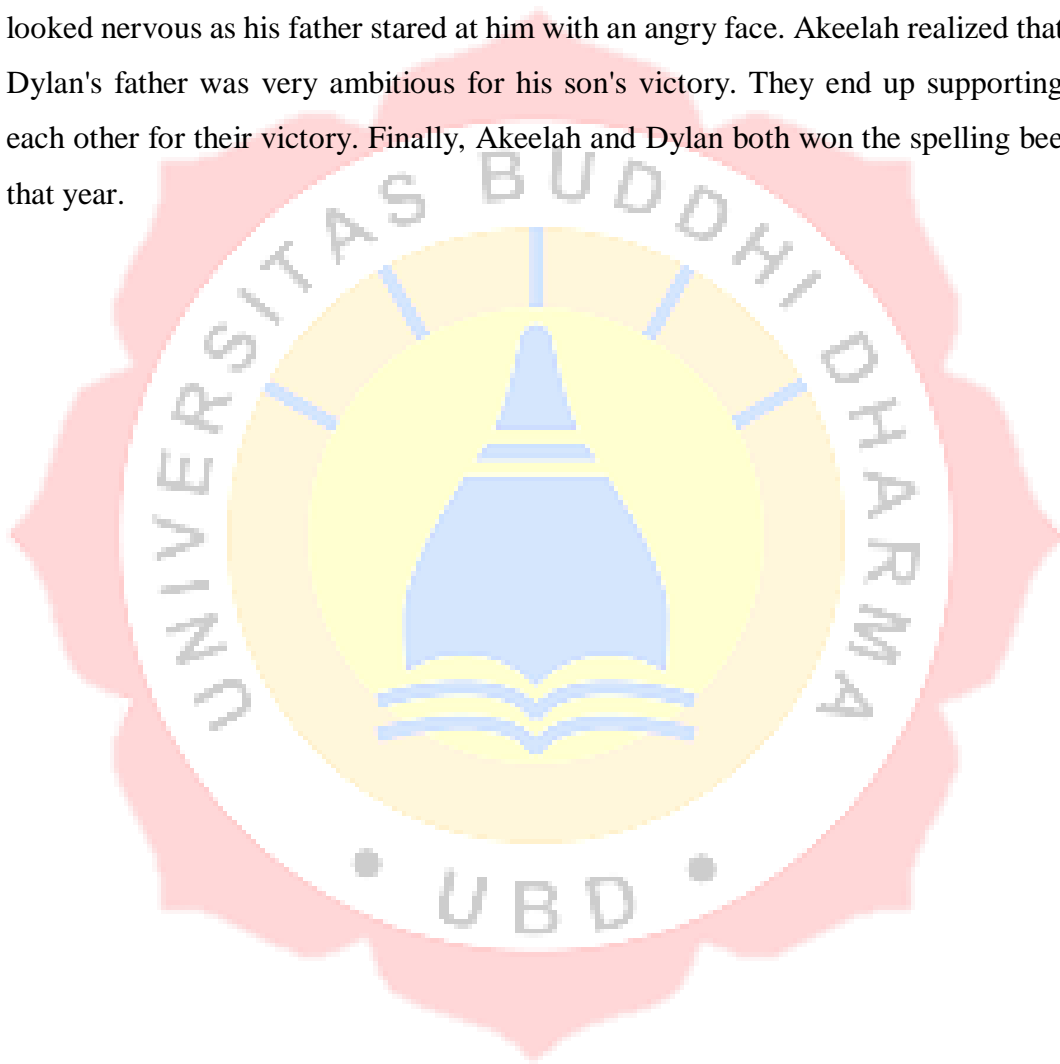 looked nervous as his father stared at him with an angry face. Akeelah realized that
Dylan's father was very ambitious for his son's victory. They end up supporting
each other for their victory. Finally, Akeelah and Dylan both won the spelling bee
that year.
UNIVERSITAS BUDDHI DHARMA
• UBD •